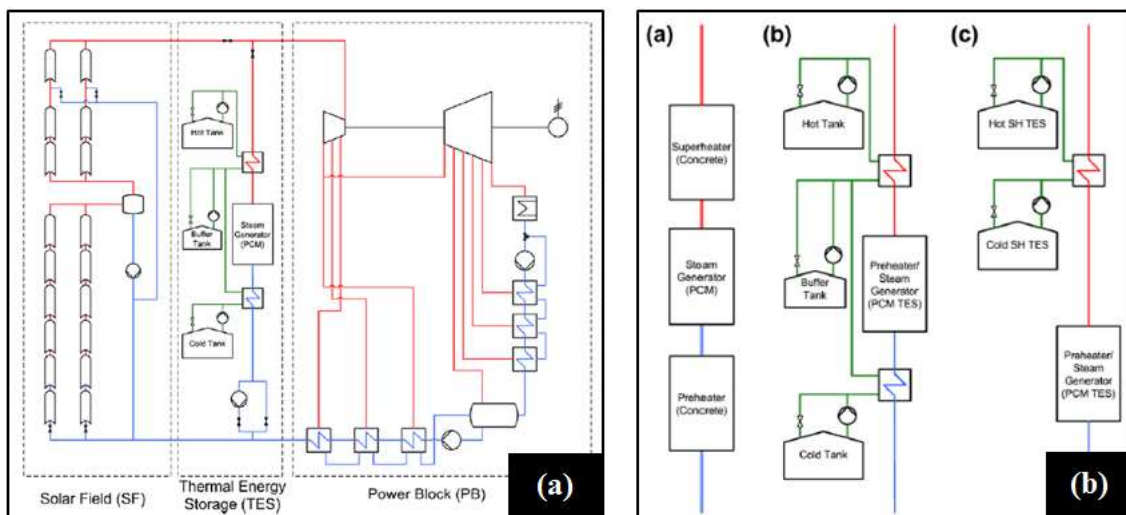 Hot Tank
Buffer
Tank
Steam
Generator
(PCM)
Cold Tank
Solar Field (SF)
Thermal Energy
Storage (TES)
Power Block (PB)
(a)
(a)
Superheater
(Concrete)
Steam
Generator
(PCM)
Preheater
(Concrete)
(b)
Hot Tank
Buffer
Tank
Preheater/
Steam
Generator
(PCM TES)
Cold Tank
(c)
Hot SH TES
Cold SH TES
Preheater/
Steam
Generator
(PCM TES)
(b)